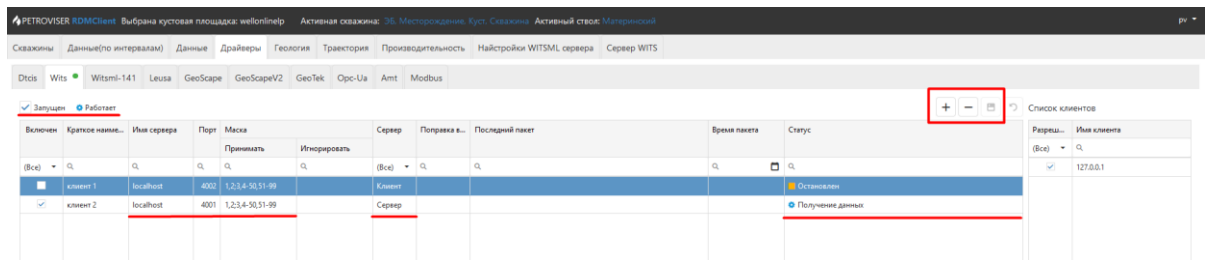 PETROVISER RDMClient Выбрана кустовая площадка: wellonlinelp Активная скважина: ЭБ. Месторождение. Куст. Скважина Активный ствол: Материнский pv
Скважины Данные(по интервалам) Данные Драйверы Геология Траектория Производительность Найстройки WITSML сервера Сервер WITS
Dtcis Wits Witsml-141 Leusa GeoScape GeoScapeV2 GeoTek Opc-Ua Amt Modbus
Запущен Работает Список клиентов
Включен Краткое наиме... Имя сервера Порт Маска Сервер Поправка в... Последний пакет Время пакета Статус Разреш... Имя клиента
Принимать Игнорировать
(Все) (Все) (Все)
клиент 1 localhost 4002 1,2;3,4-50,51-99 Клиент Остановлен 127.0.0.1
клиент 2 localhost 4001 1,2;3,4-50,51-99 Сервер Получение данных